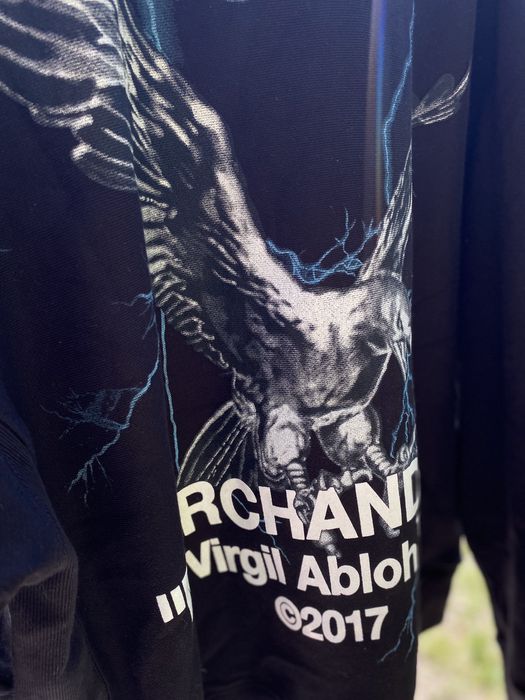 RCHAND
Virgil Abloh
"
©2017